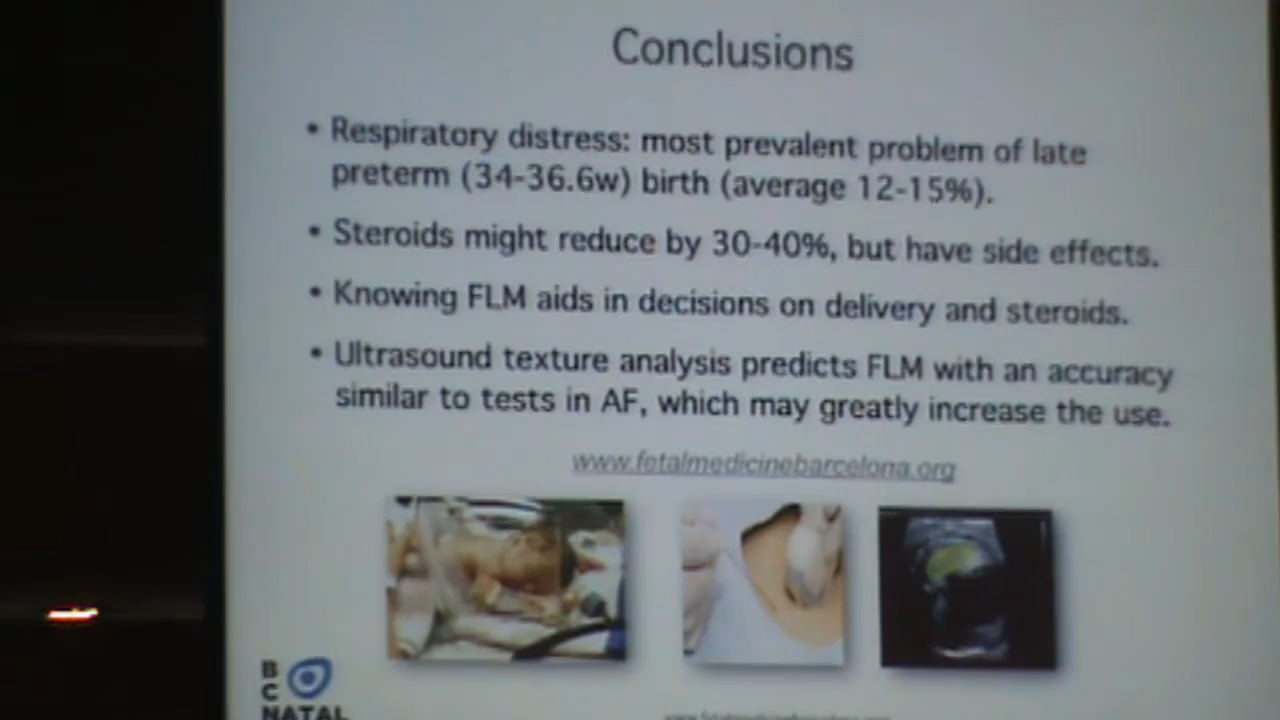 Conclusions
• Respiratory distress: most prevalent problem of late
preterm (34-36.6w) birth (average 12-15%).
• Steroids might reduce by 30-40%, but have side effects.
• Knowing FLM aids in decisions on delivery and steroids.
• Ultrasound texture analysis predicts FLM with an accuracy
similar to tests in AF, which may greatly increase the use.
www.fetalmedicinebarcelona.org
B
C
NATAL